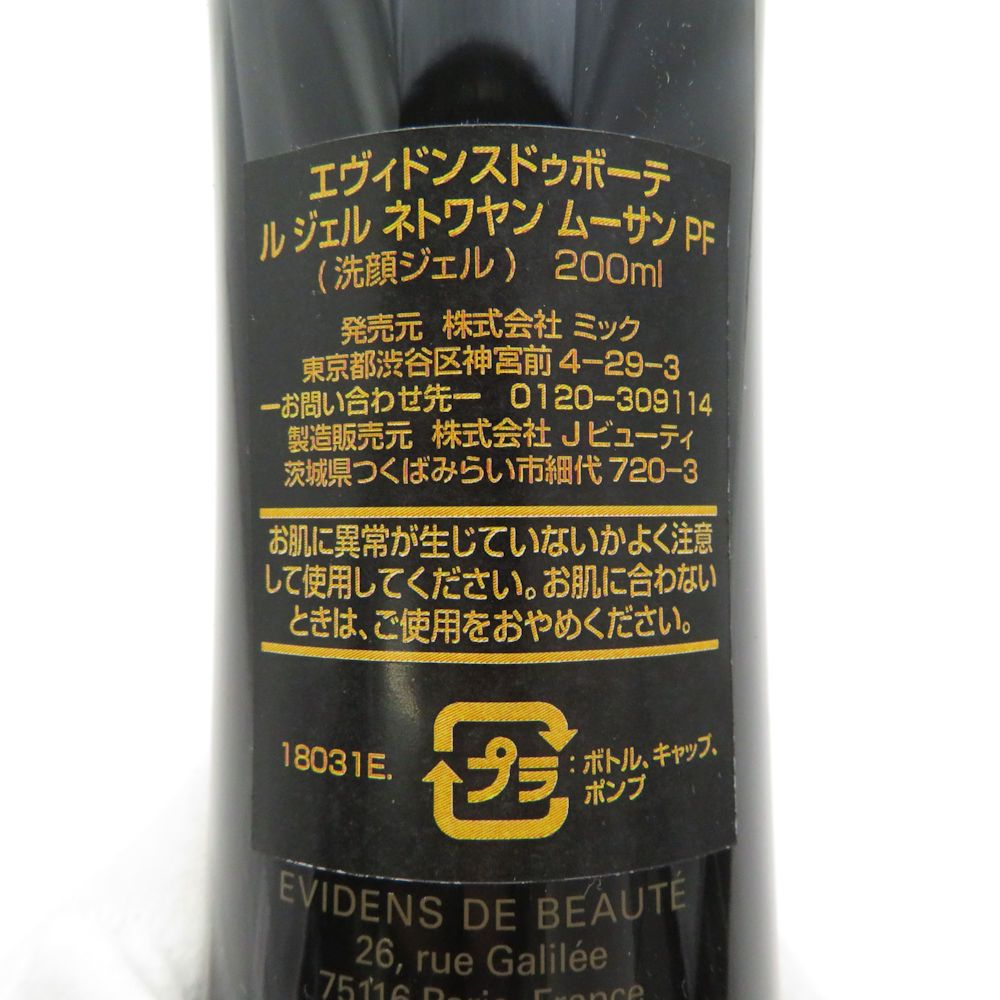 エヴィドンスドゥボーテ
ル ジェル ネトワヤン ムーサン PF
(洗顔ジェル) 200ml
発売元 株式会社 ミック
東京都渋谷区神宮前 4-29-3
ーお問い合わせ先ー 0120-309114
製造販売元 株式会社 Jビューティ
茨城県つくばみらい市細代 720-3
お肌に異常が生じていないかよく注意
して使用してください。お肌に合わない
ときは、ご使用をおやめください。
18031E.
プラ
:ボトル、キャップ、
ポンプ
EVIDENS DE BEAUTÉ
26, rue Galilée
75116 Paris, France